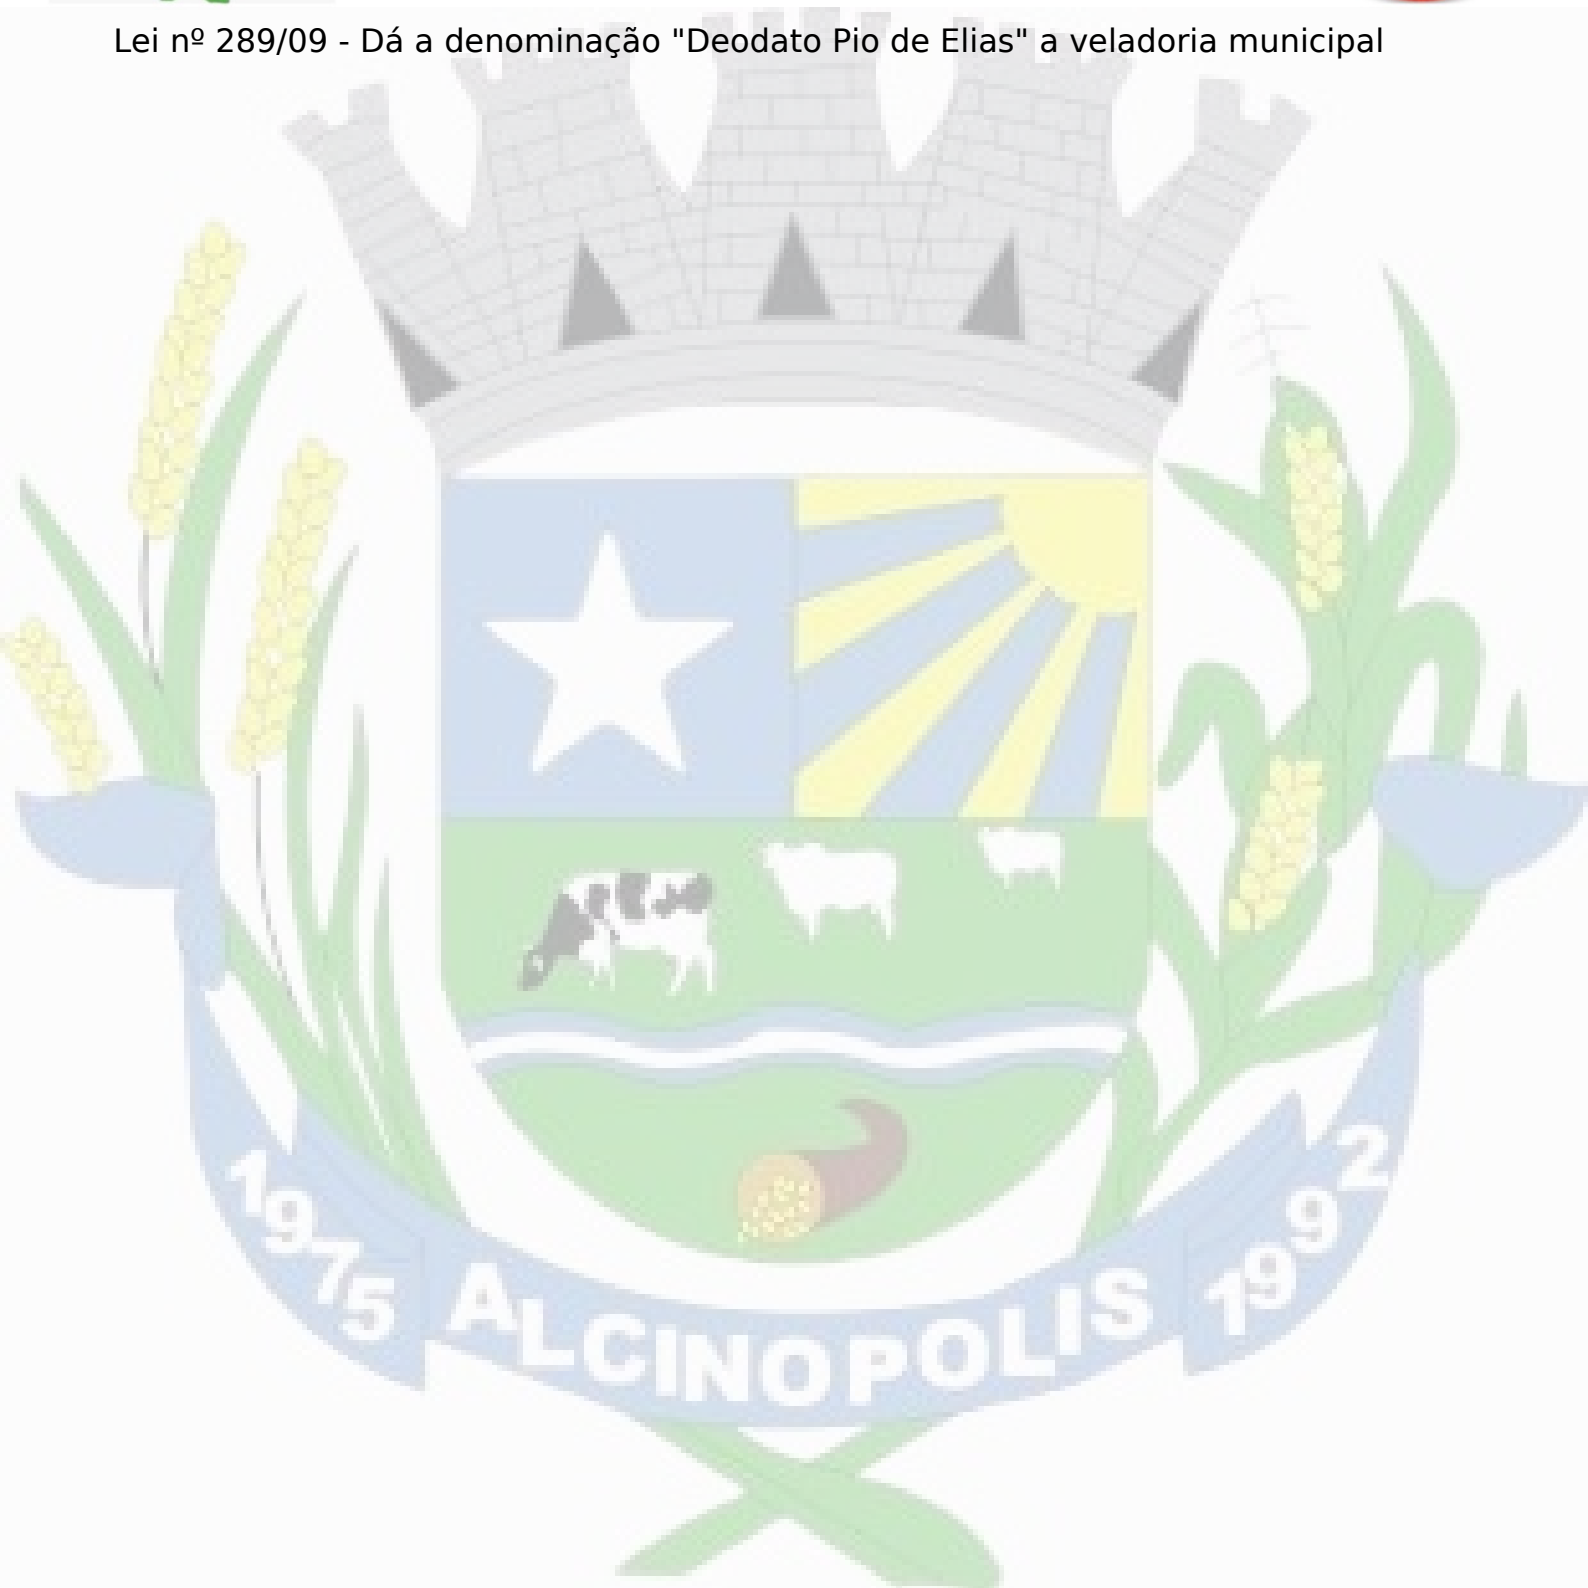 Lei nº 289/09 - Dá a denominação "Deodato Pio de Elias" a veladoria municipal
1975 ALCINOPOLIS 1992